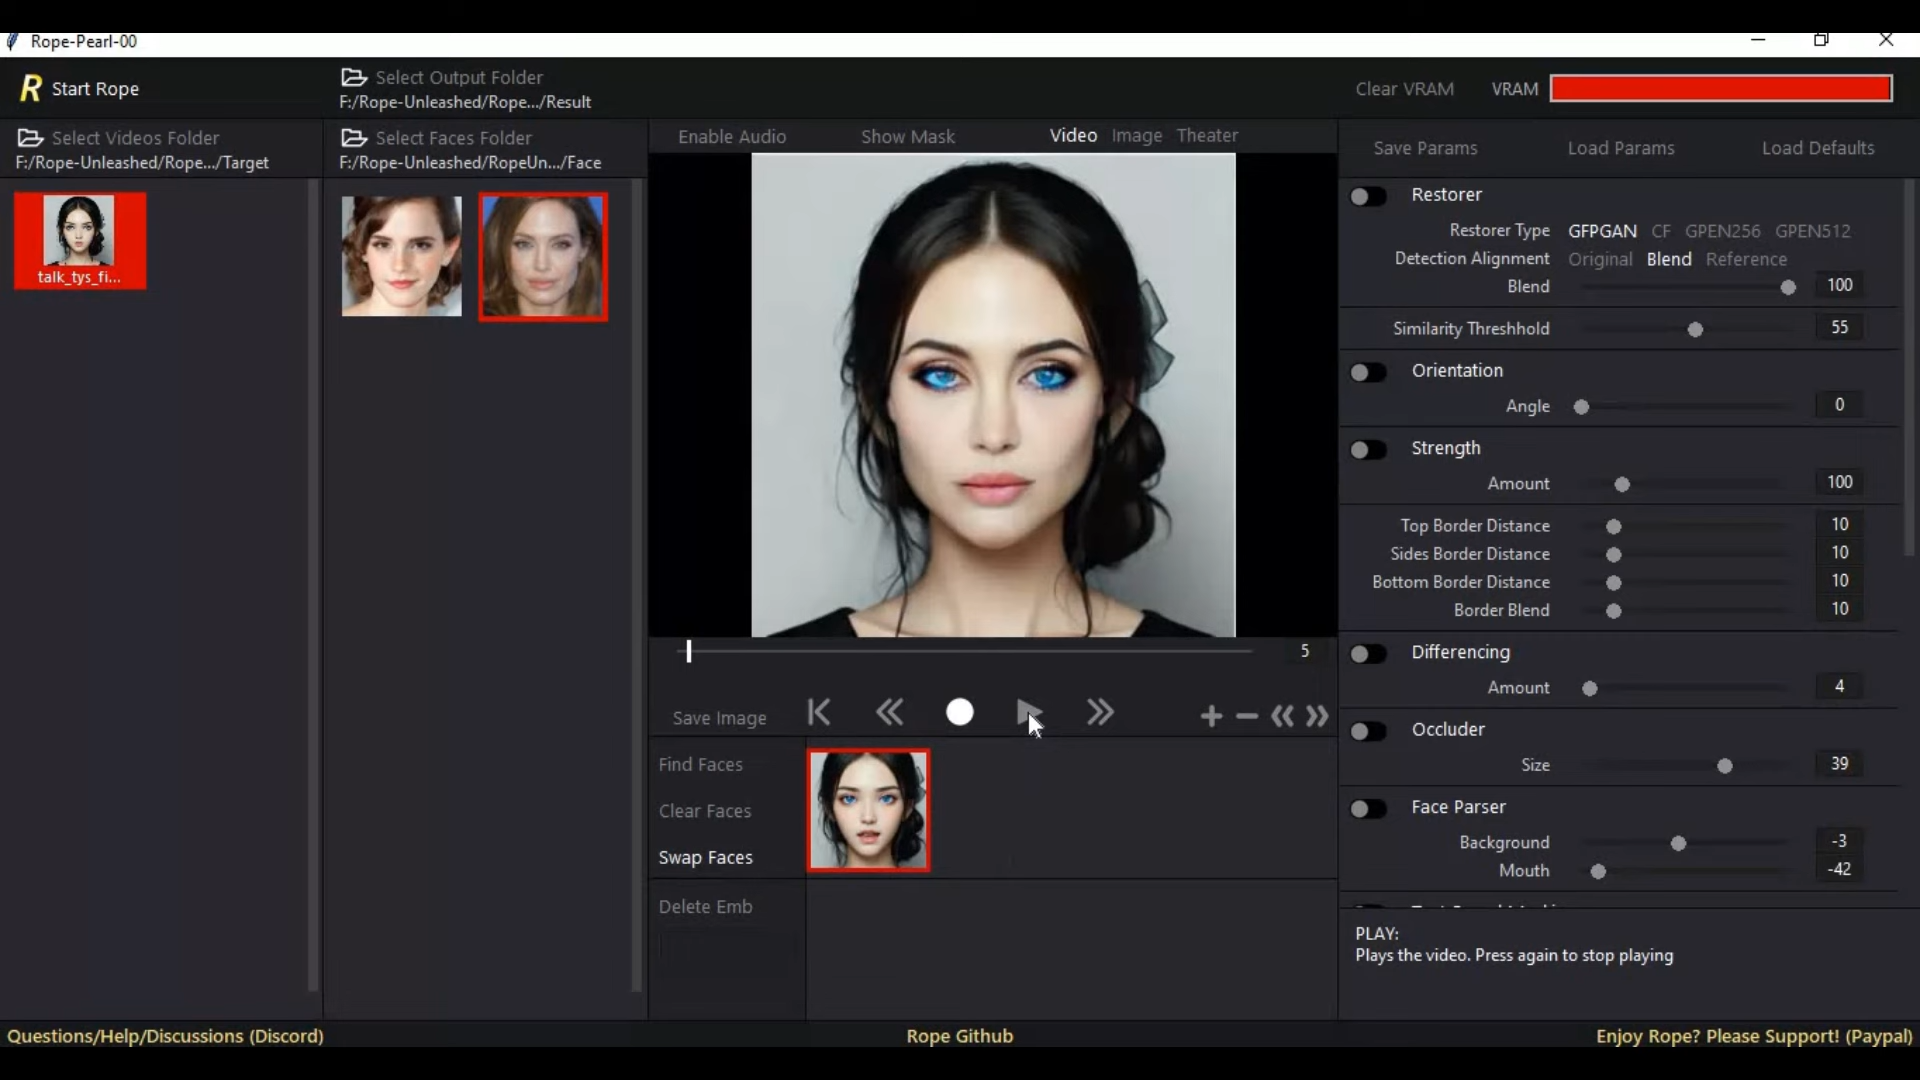 Rope-Pearl-00
R Start Rope
Select Output Folder
F:/Rope-Unleashed/Rope.../Result
Clear VRAM
VRAM
Select Videos Folder
F:/Rope-Unleashed/Rope.../Target
Select Faces Folder
F:/Rope-Unleashed/RopeUn.../Face
Enable Audio
Show Mask
Video Image Theater
Save Params
Load Params
Load Defaults
talk_tys_fi...
Restorer
Restorer Type GFPGAN CF GPEN256 GPEN512
Detection Alignment Original Blend Reference
Blend 100
Similarity Threshhold 55
Orientation
Angle 0
Strength
Amount 100
Top Border Distance 10
Sides Border Distance 10
Bottom Border Distance 10
Border Blend 10
Differencing
Amount 4
Occluder
Size 39
Face Parser
Background -3
Mouth -42
5
Save Image
Find Faces
Clear Faces
Swap Faces
Delete Emb
PLAY:
Plays the video. Press again to stop playing
Questions/Help/Discussions (Discord)
Rope Github
Enjoy Rope? Please Support! (Paypal)